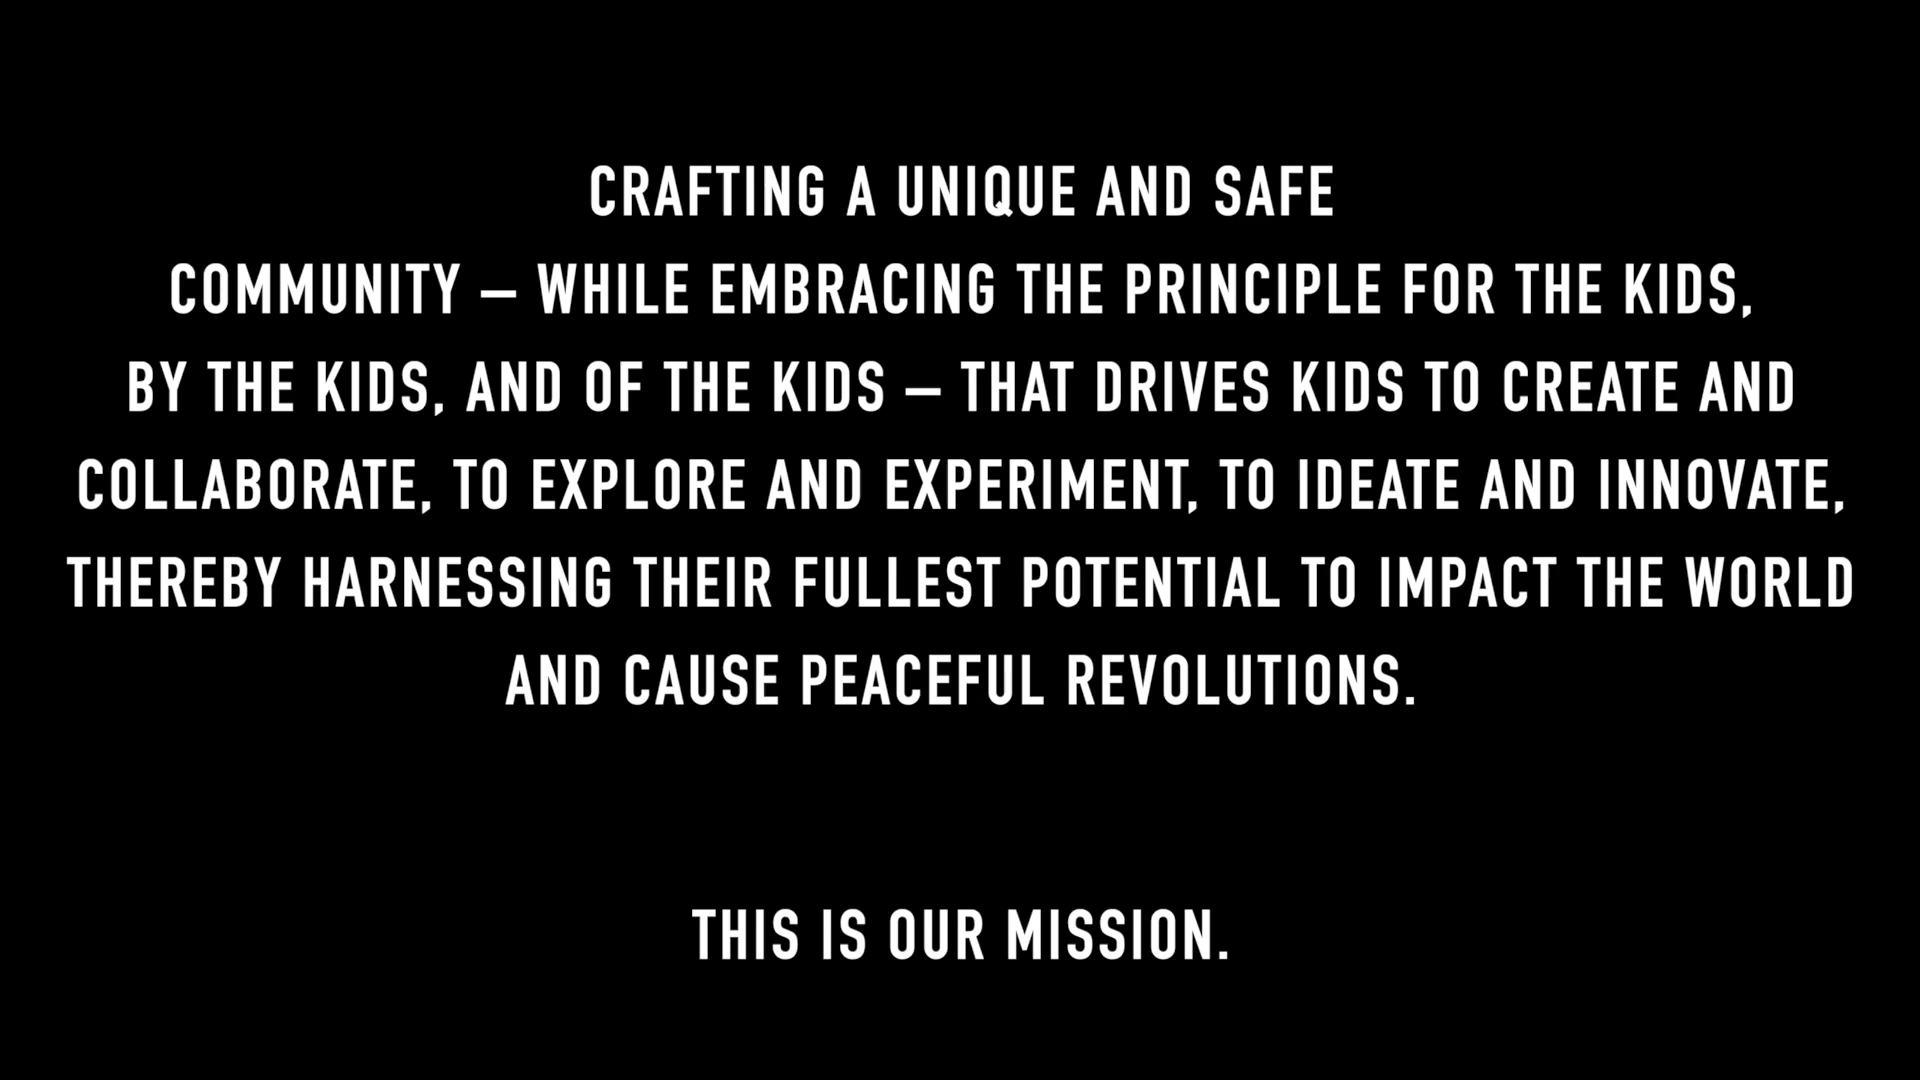 CRAFTING A UNIQUE AND SAFE
COMMUNITY – WHILE EMBRACING THE PRINCIPLE FOR THE KIDS,
BY THE KIDS, AND OF THE KIDS – THAT DRIVES KIDS TO CREATE AND
COLLABORATE, TO EXPLORE AND EXPERIMENT, TO IDEATE AND INNOVATE,
THEREBY HARNESSING THEIR FULLEST POTENTIAL TO IMPACT THE WORLD
AND CAUSE PEACEFUL REVOLUTIONS.
THIS IS OUR MISSION.